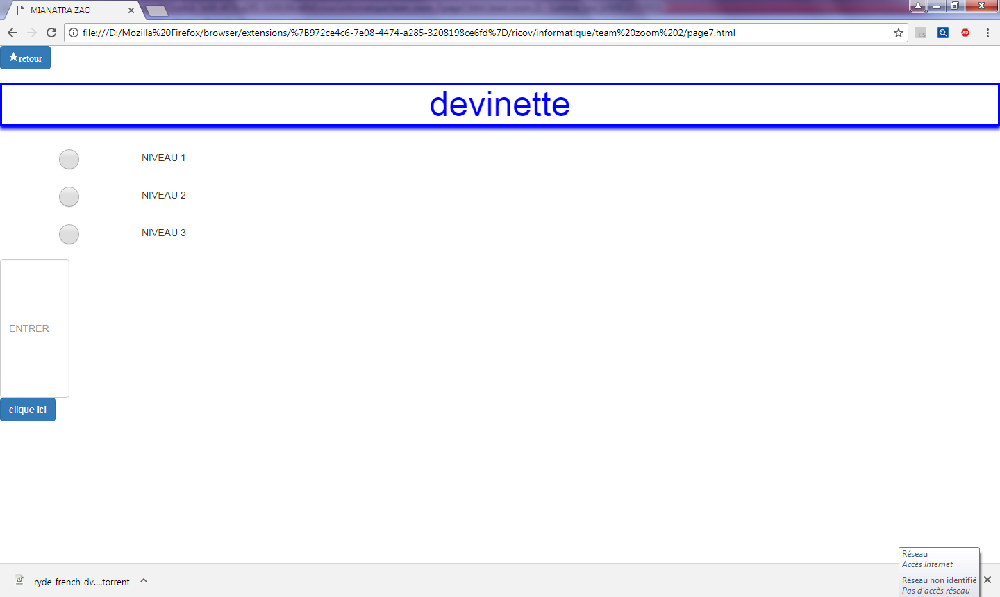 MIANATRA ZAO
file:///D:/Mozilla%20Firefox/browser/extensions/%7B972ce4c6-7e08-4474-a285-3208198ce6fd%7D/ricov/informatique/team%20zoom%202/page7.html
ES
AD
★retour
devinette
NIVEAU 1
NIVEAU 2
NIVEAU 3
ENTRER
clique ici
ryde-french-dv....torrent
Réseau
Accès Internet
Réseau non identifié
Pas d'accès réseau